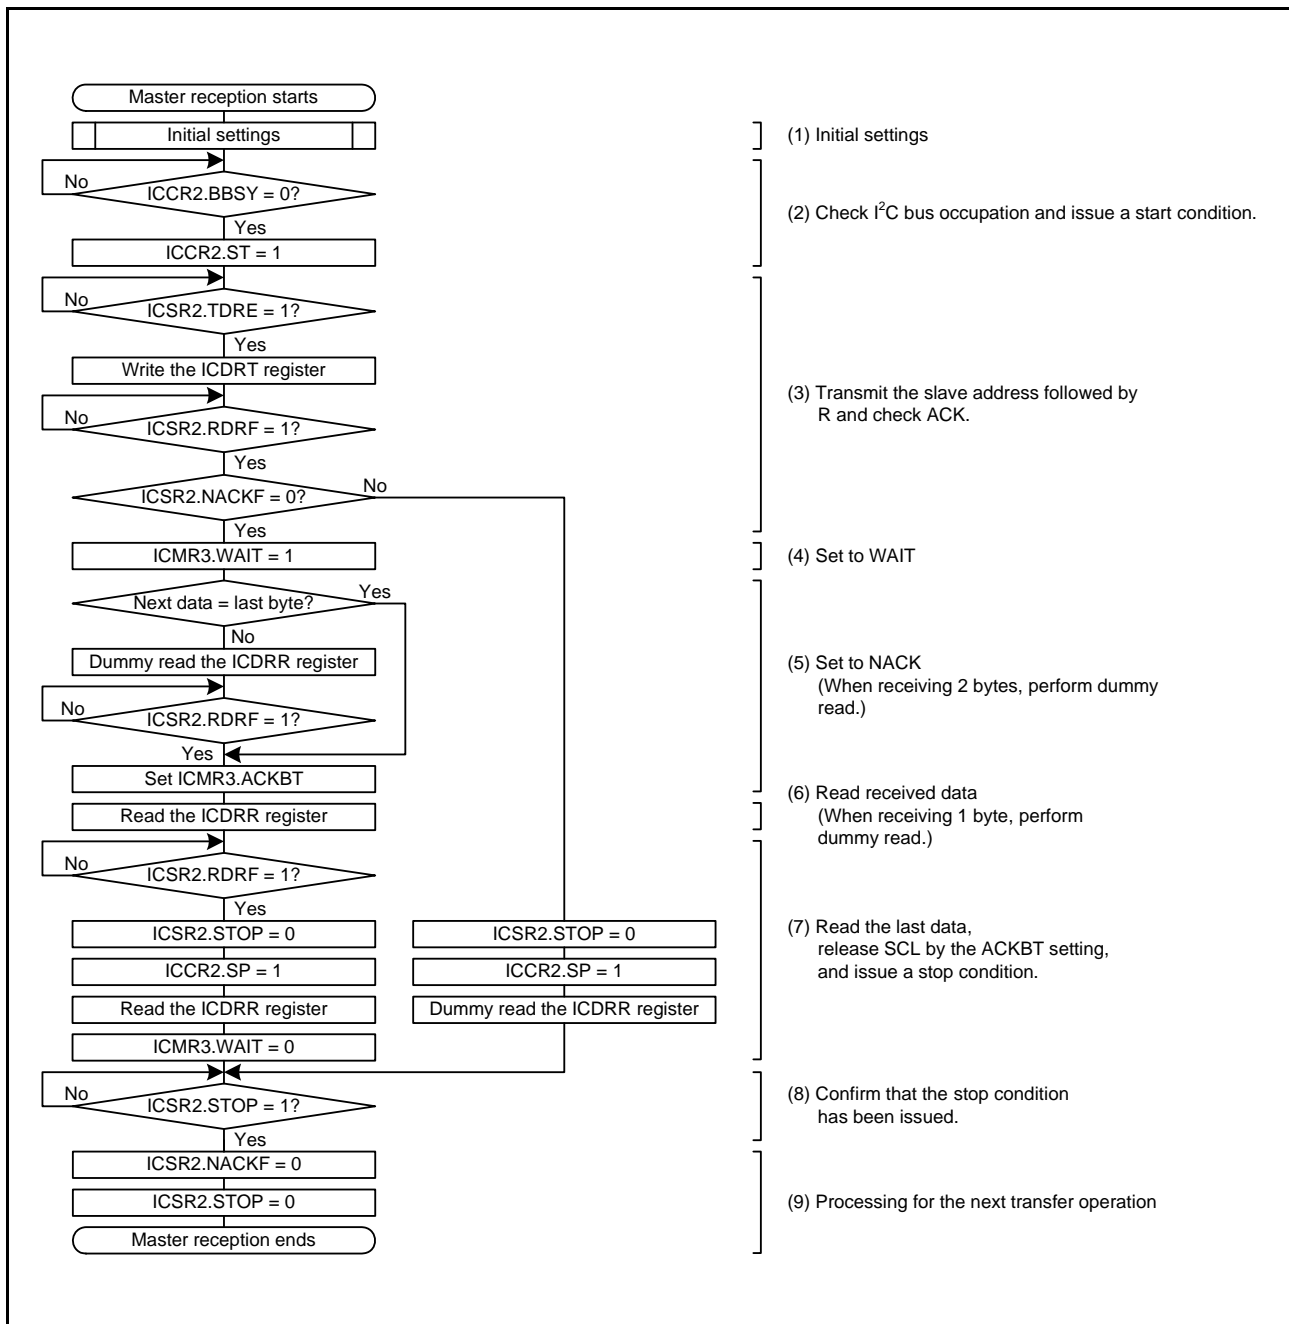 Master reception starts
Initial settings
(1) Initial settings
No
ICCR2.BBSY = 0?
Yes
(2) Check I²C bus occupation and issue a start condition.
ICCR2.ST = 1
No
ICSR2.TDRE = 1?
Yes
Write the ICDRT register
(3) Transmit the slave address followed by
R and check ACK.
No
ICSR2.RDRF = 1?
Yes
ICSR2.NACKF = 0?
No
Yes
ICMR3.WAIT = 1
(4) Set to WAIT
Next data = last byte?
Yes
No
Dummy read the ICDRR register
(5) Set to NACK
(When receiving 2 bytes, perform dummy
read.)
No
ICSR2.RDRF = 1?
Yes
Set ICMR3.ACKBT
(6) Read received data
(When receiving 1 byte, perform
dummy read.)
Read the ICDRR register
No
ICSR2.RDRF = 1?
Yes
ICSR2.STOP = 0
ICSR2.STOP = 0
(7) Read the last data,
release SCL by the ACKBT setting,
and issue a stop condition.
ICCR2.SP = 1
ICCR2.SP = 1
Read the ICDRR register
Dummy read the ICDRR register
ICMR3.WAIT = 0
No
ICSR2.STOP = 1?
Yes
(8) Confirm that the stop condition
has been issued.
ICSR2.NACKF = 0
ICSR2.STOP = 0
(9) Processing for the next transfer operation
Master reception ends